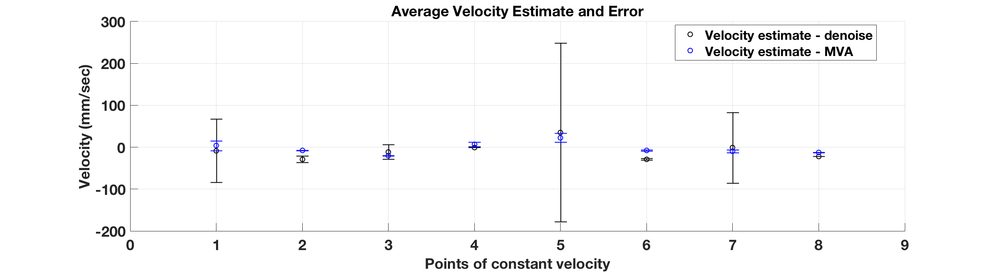 Average Velocity Estimate and Error
Velocity estimate - denoise
Velocity estimate - MVA
Velocity (mm/sec)
300
200
100
0
-100
-200
0 1 2 3 4 5 6 7 8 9
Points of constant velocity